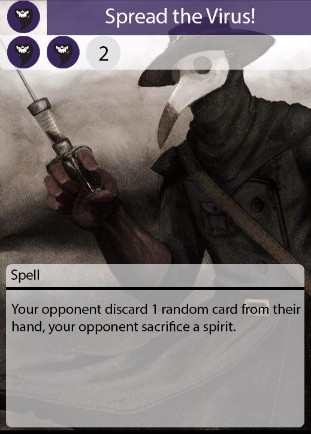 Spread the Virus!
2
Spell
Your opponent discard 1 random card from their
hand, your opponent sacrifice a spirit.